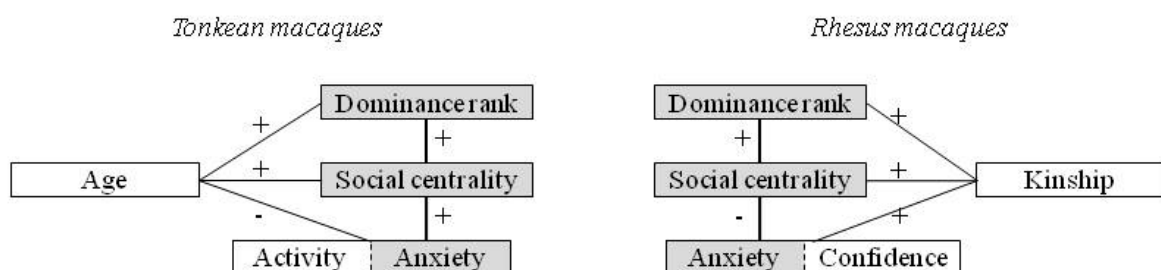 Tonkean macaques
Rhesus macaques
Dominance rank
Dominance rank
+
+
+
+
+
Age
Social centrality
Social centrality
+
Kinship
-
+
-
+
Activity
Anxiety
Anxiety
Confidence